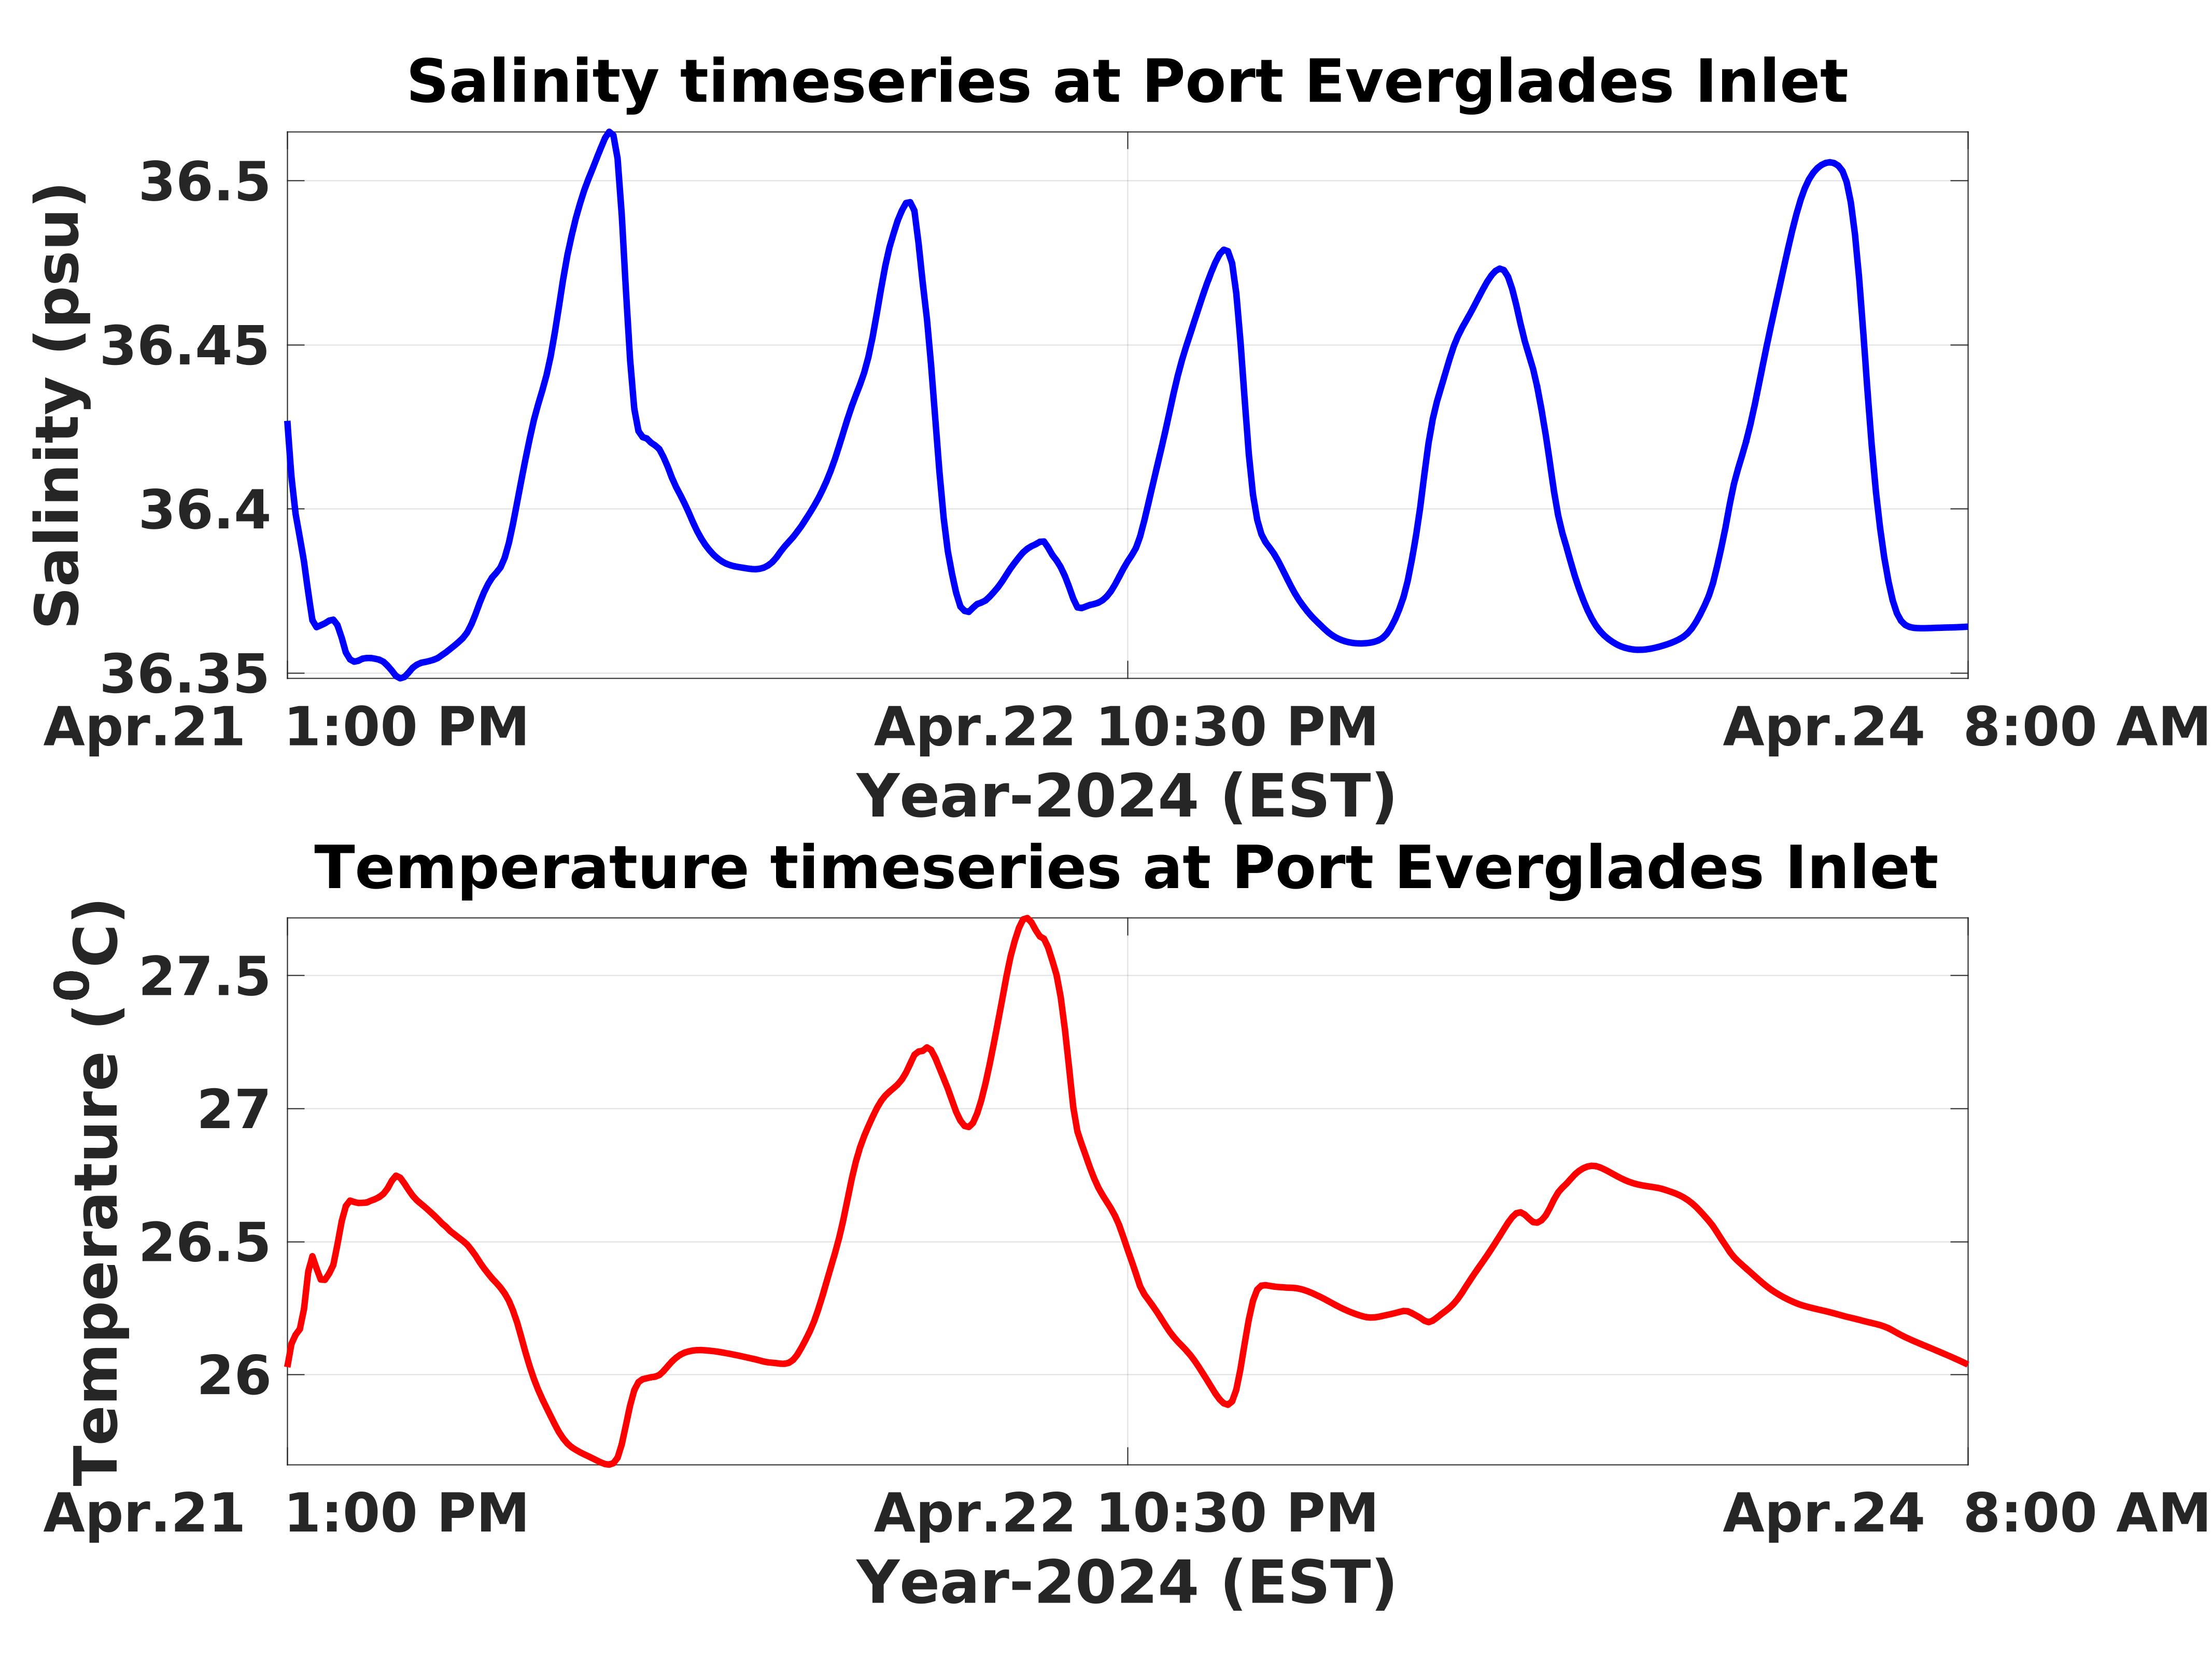 Salinity timeseries at Port Everglades Inlet
Salinity (psu)
36.5
36.45
36.4
36.35
Apr.21  1:00 PM
Apr.22 10:30 PM
Apr.24  8:00 AM
Year-2024 (EST)
Temperature timeseries at Port Everglades Inlet
Temperature (⁰C)
27.5
27
26.5
26
Apr.21  1:00 PM
Apr.22 10:30 PM
Apr.24  8:00 AM
Year-2024 (EST)